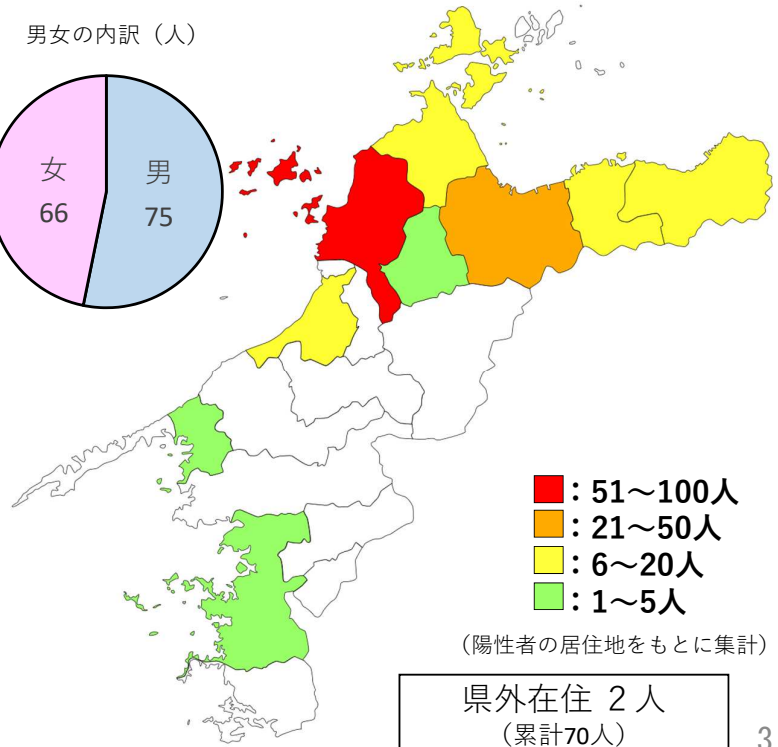 男女の内訳（人）
女
66
男
75
：51～100人
：21～50人
：6～20人
：1～5人
（陽性者の居住地をもとに集計）
県外在住 2人
（累計70人）
3